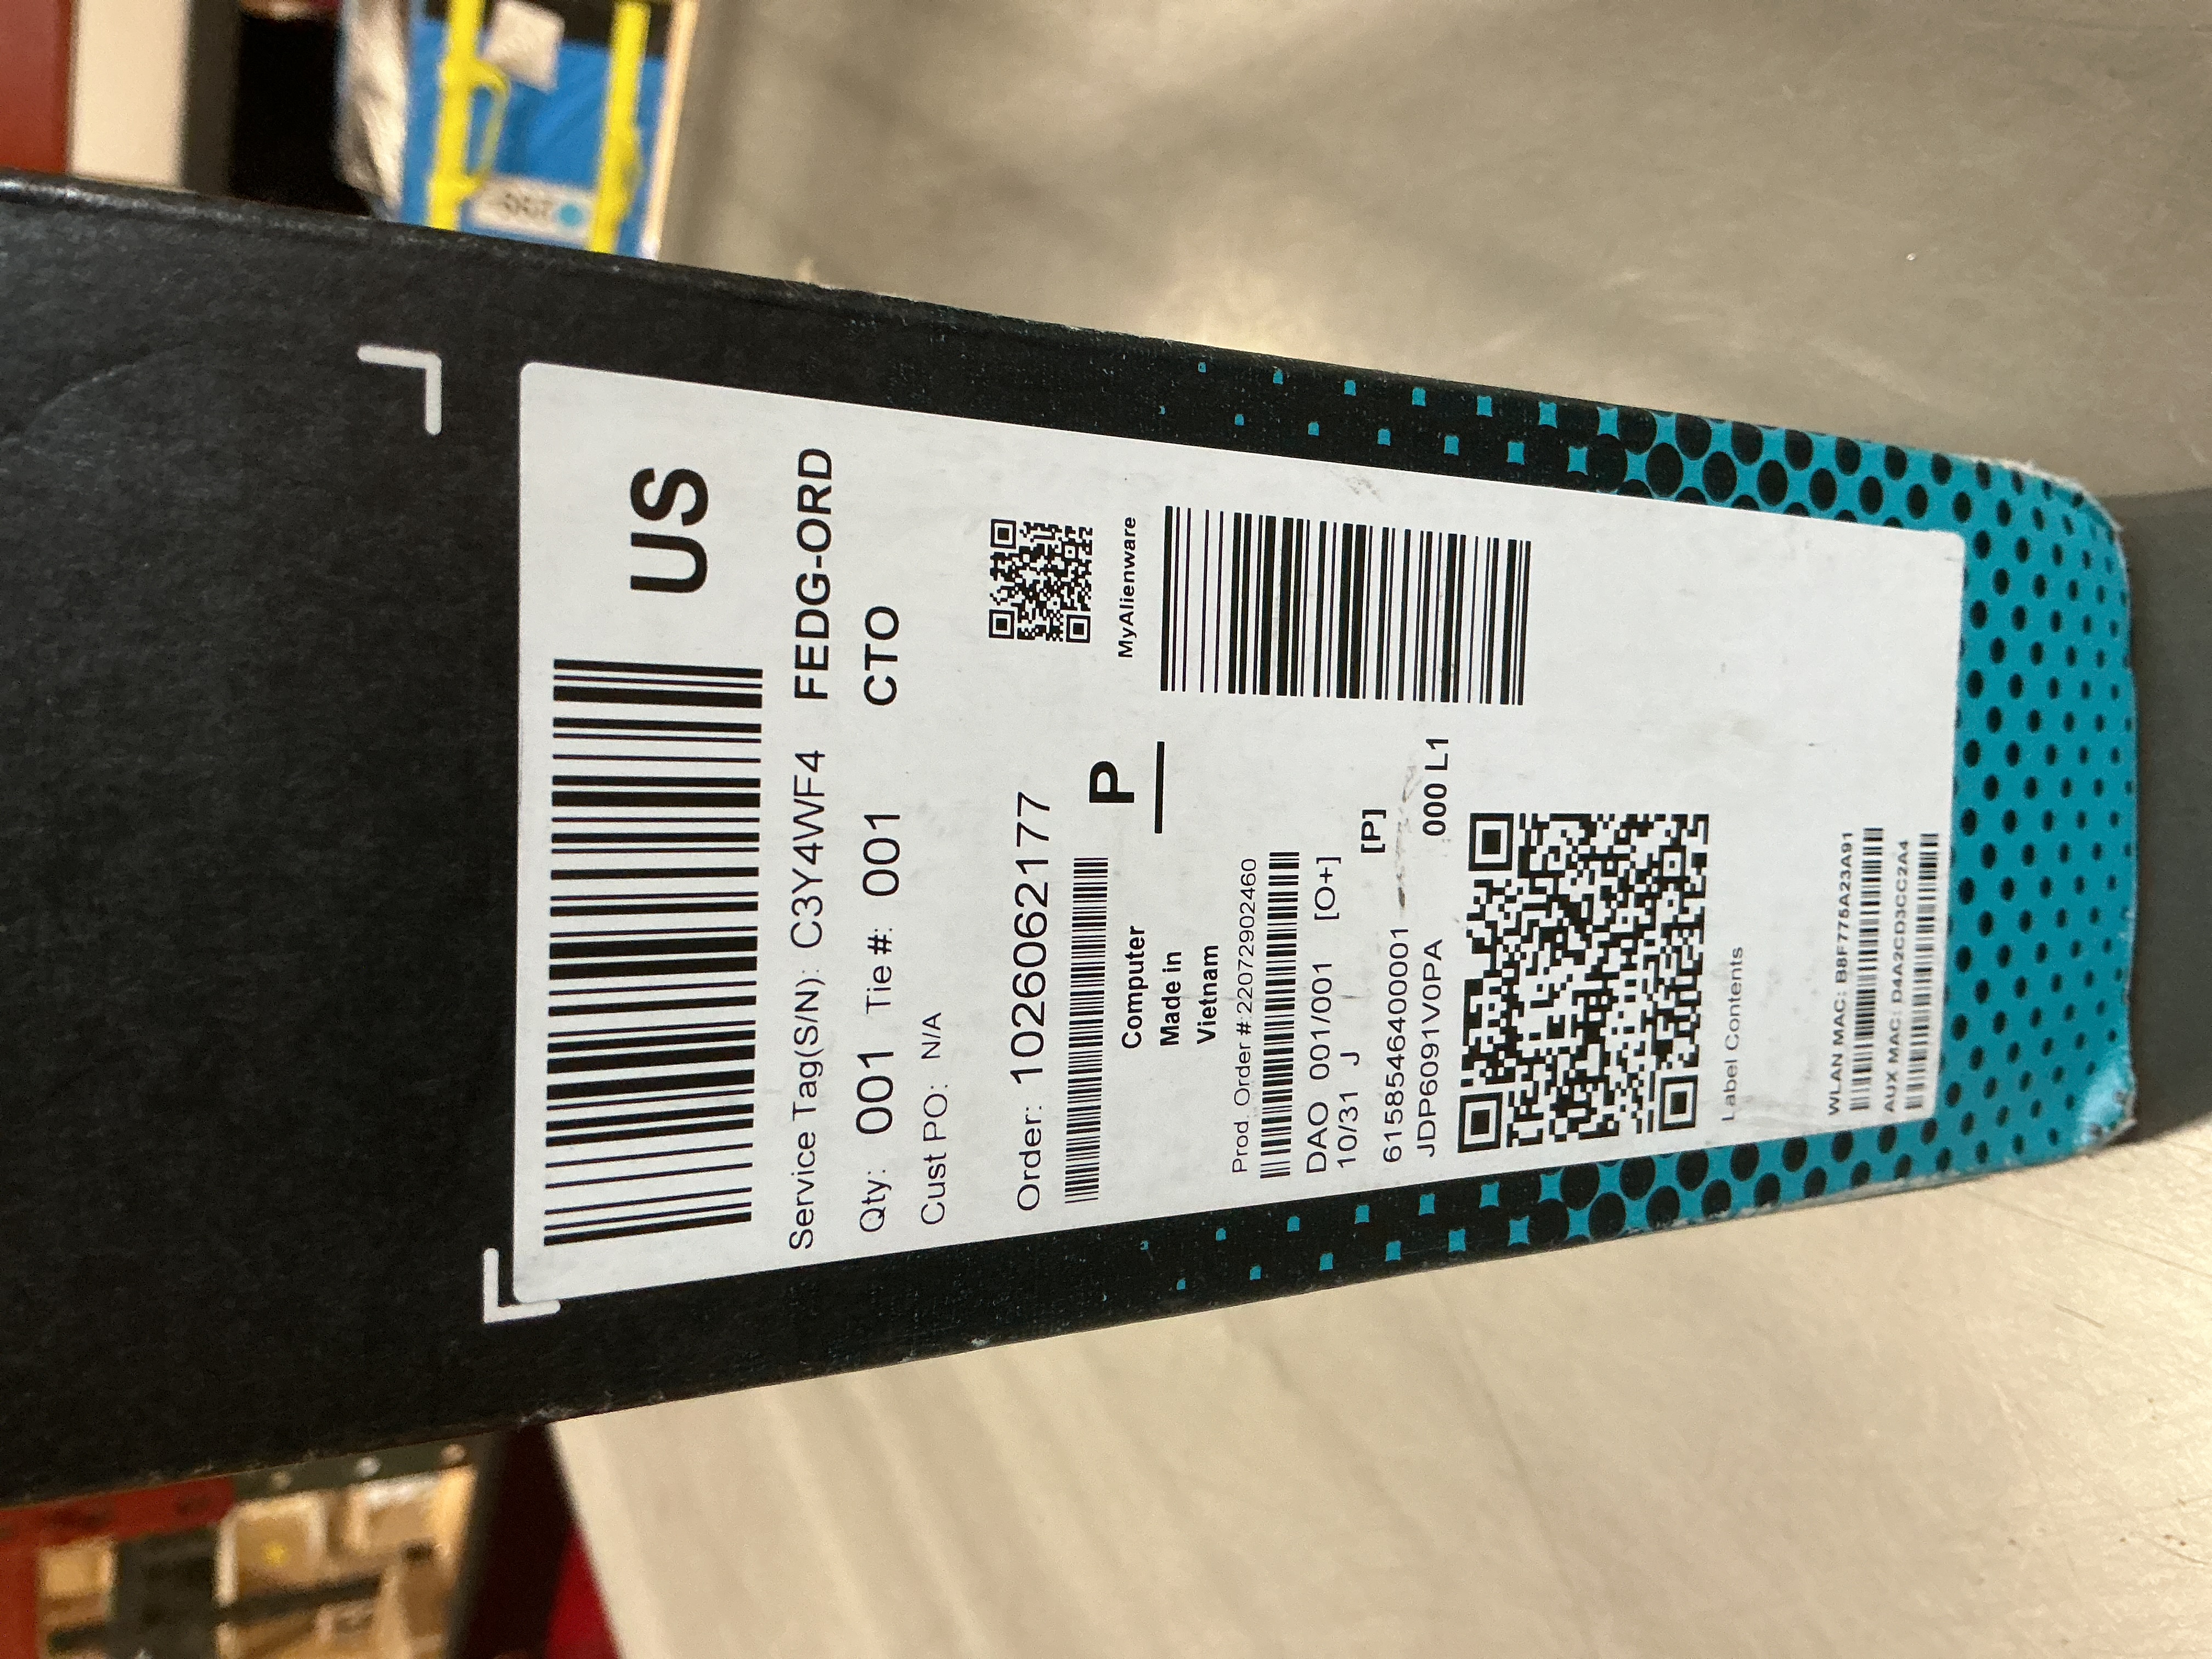 US
Service Tag(S/N): C3Y4WF4 FEDG-ORD
Qty: 001 Tie #: 001 CTO
Cust PO: N/A
Order: 1026062177
MyAlienware
P
Computer
Made in
Vietnam
Prod. Order #:22072902460
DAO 001/001 [O+]
10/31 J
[P]
615854640001
JDP6091V0PA 000 L1
Label Contents
WLAN MAC: B8F775A23A91
AUX MAC: D4A2CD3CC2A4